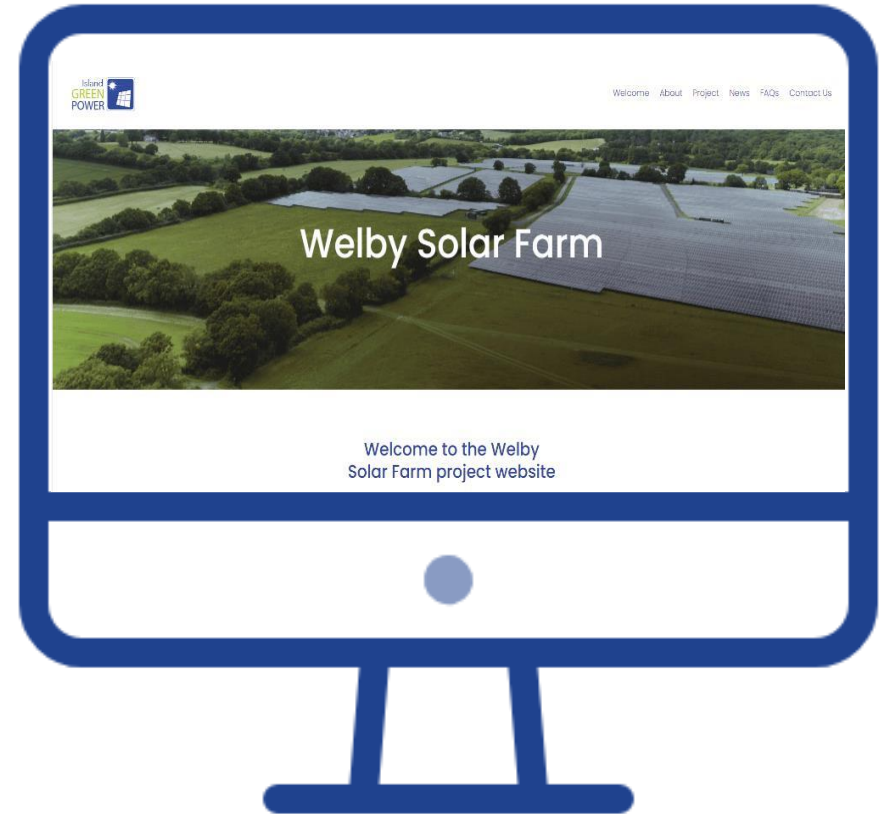 Island
GREEN
POWER
Welcome About Project News FAQs Contact Us
Welby Solar Farm
Welcome to the Welby
Solar Farm project website